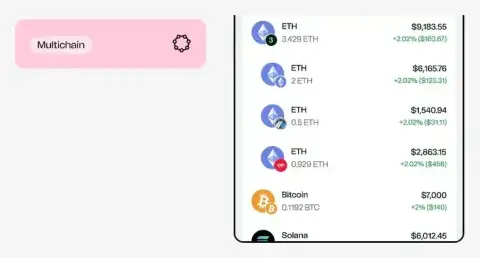 Multichain
ETH
$9,183.55
3.429 ETH
+2.02% ($183.67)
3
ETH
$6,165.76
2 ETH
+2.02% ($123.31)
ETH
$1,540.94
0.5 ETH
+2.02% ($31.11)
ETH
$2,863.15
0.929 ETH
+2.02% ($456)
OP
Bitcoin
$7,000
0.1192 BTC
+2% ($140)
Solana
$6,012.45